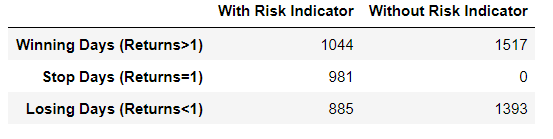 With Risk Indicator Without Risk Indicator
Winning Days (Returns>1) 1044 1517
Stop Days (Returns=1) 981 0
Losing Days (Returns<1) 885 1393